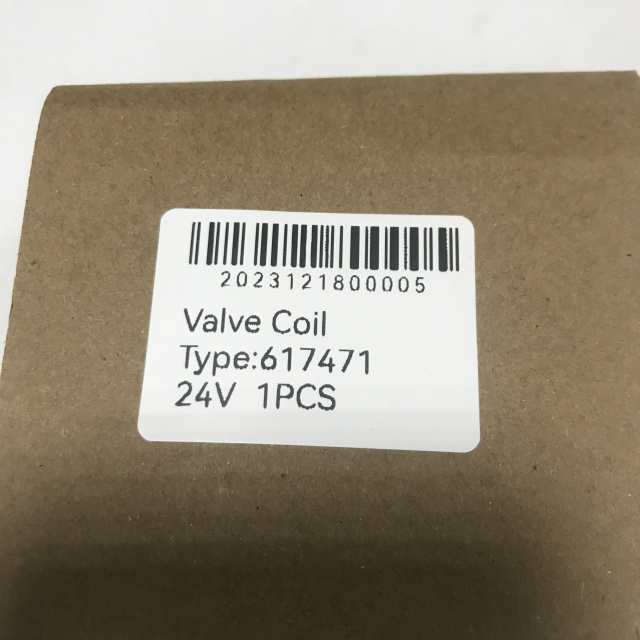 2023121800005
Valve Coil
Type:617471
24V 1PCS